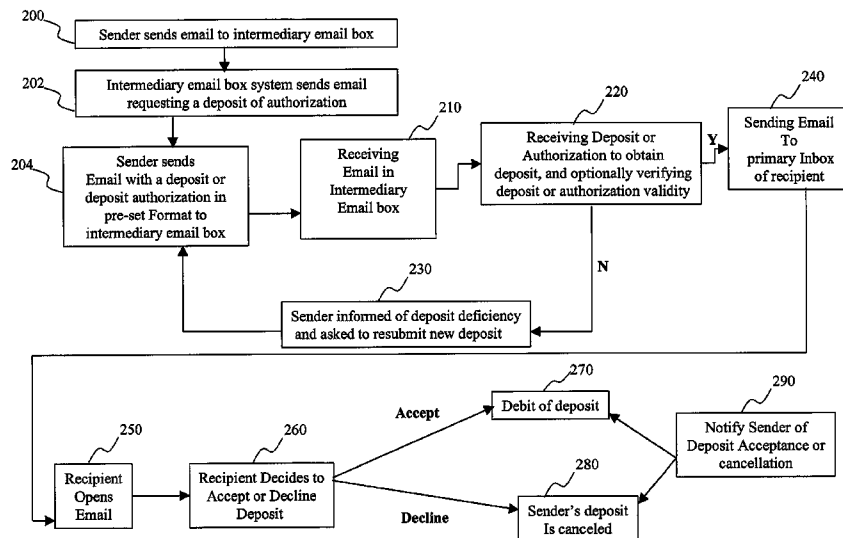 200
Sender sends email to intermediary email box
202
Intermediary email box system sends email
requesting a deposit of authorization
204
Sender sends
Email with a deposit or
deposit authorization in
pre-set Format to
intermediary email box
210
Receiving
Email in
Intermediary
Email box
220
Receiving Deposit or
Authorization to obtain
deposit, and optionally verifying
deposit or authorization validity
Y
240
Sending Email
To
primary Inbox
of recipient
N
230
Sender informed of deposit deficiency
and asked to resubmit new deposit
250
Recipient
Opens
Email
260
Recipient Decides to
Accept or Decline
Deposit
Accept
270
Debit of deposit
Decline
280
Sender's deposit
Is canceled
290
Notify Sender of
Deposit Acceptance or
cancellation